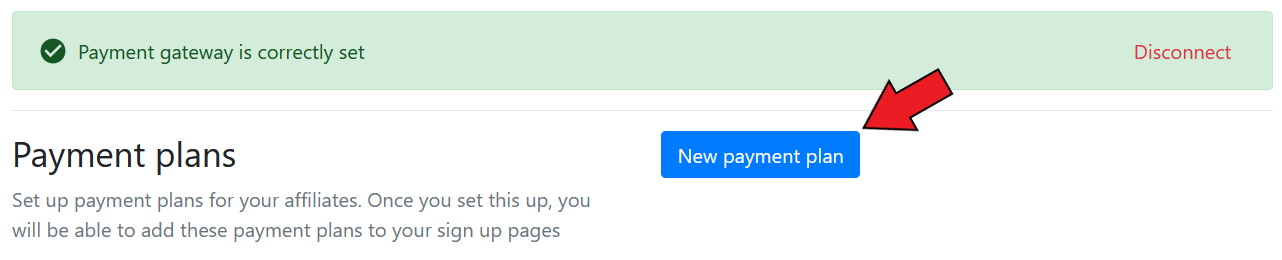 Payment gateway is correctly set
Disconnect
Payment plans
New payment plan
Set up payment plans for your affiliates. Once you set this up, you
will be able to add these payment plans to your sign up pages